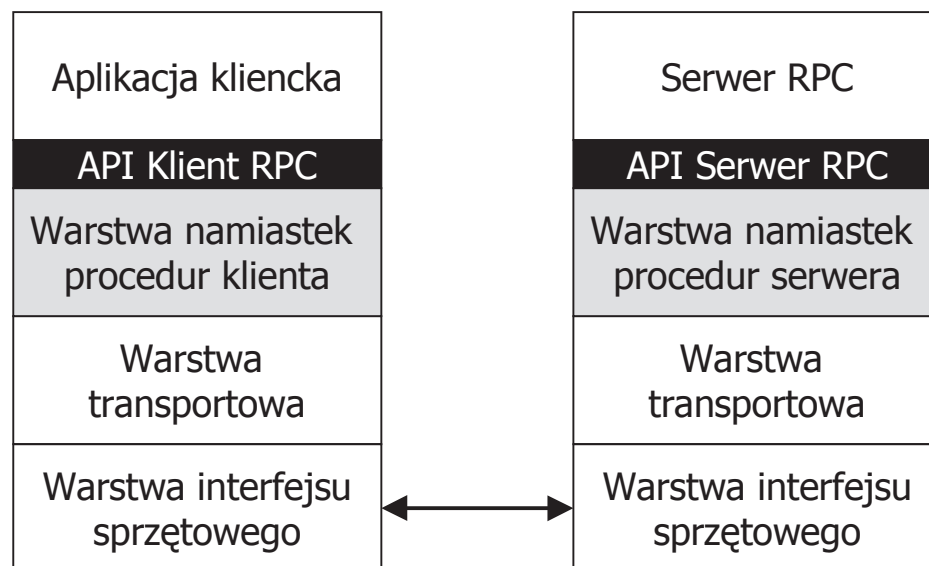 Aplikacja kliencka
API Klient RPC
Warstwa namiastek
procedur klienta
Warstwa
transportowa
Warstwa interfejsu
sprzętowego
Serwer RPC
API Serwer RPC
Warstwa namiastek
procedur serwera
Warstwa
transportowa
Warstwa interfejsu
sprzętowego